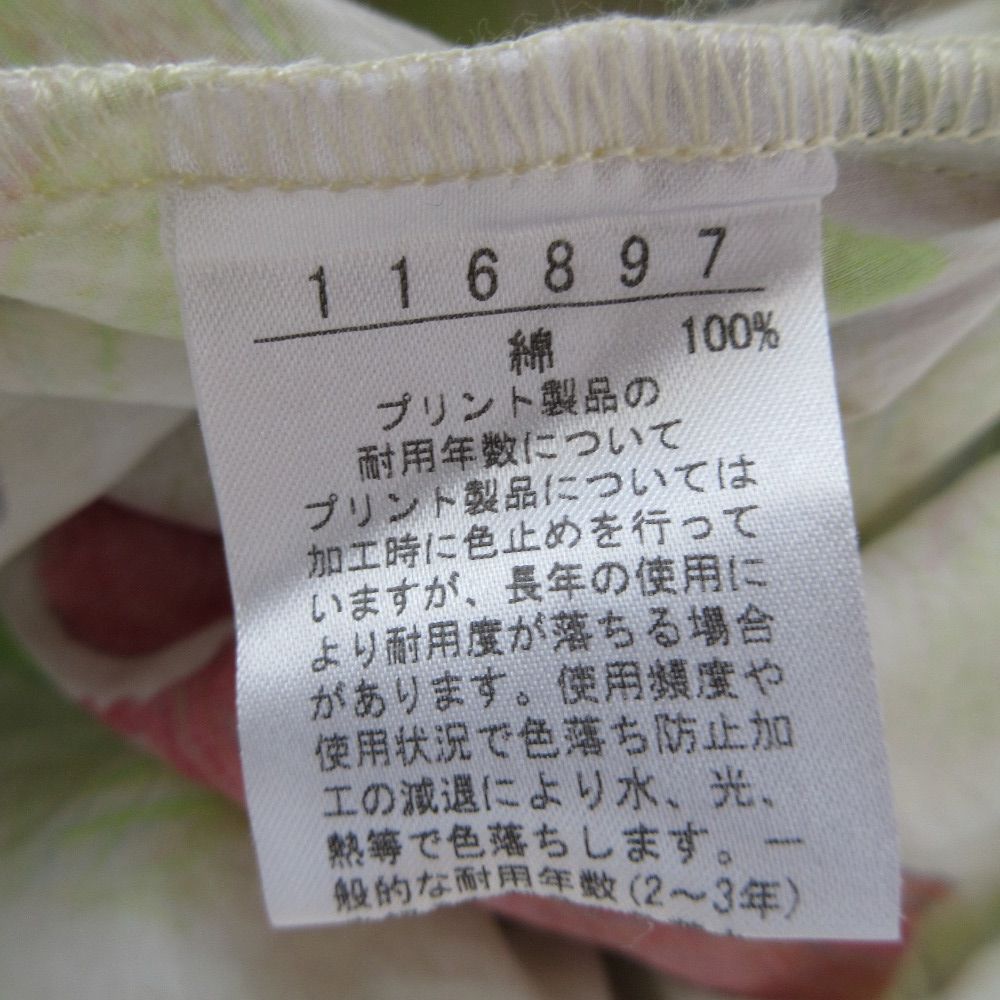 116897
綿 100%
プリント製品の
耐用年数について
プリント製品については
加工時に色止めを行って
いますが、長年の使用に
より耐用度が落ちる場合
があります。使用頻度や
使用状況で色落ち防止加
工の減退により水、光、
熱等で色落ちします。一
般的な耐用年数(2〜3年)